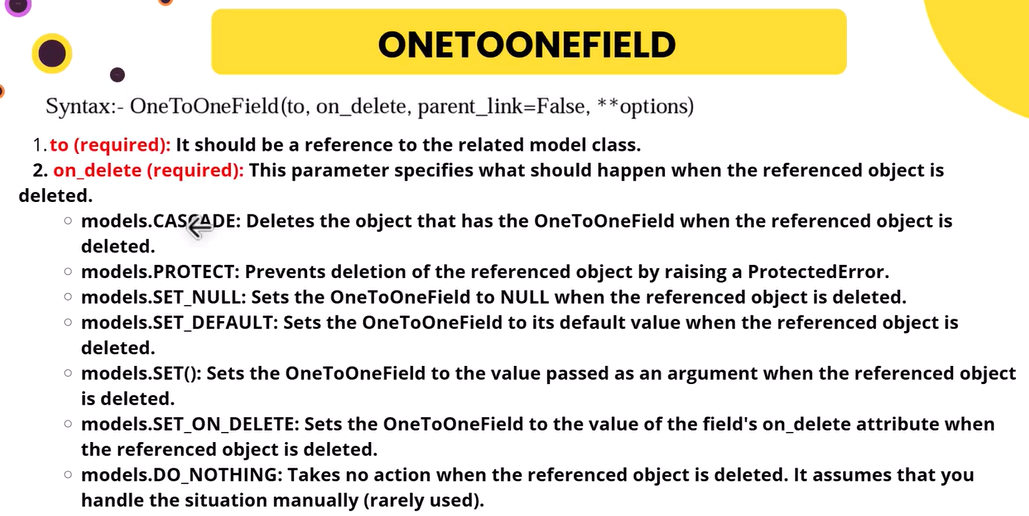 ONETOONEFIELD
Syntax:- OneToOneField(to, on_delete, parent_link=False, **options)
1. to (required): It should be a reference to the related model class.
2. on_delete (required): This parameter specifies what should happen when the referenced object is
deleted.
○ models.CASCADE: Deletes the object that has the OneToOneField when the referenced object is
deleted.
○ models.PROTECT: Prevents deletion of the referenced object by raising a ProtectedError.
○ models.SET_NULL: Sets the OneToOneField to NULL when the referenced object is deleted.
○ models.SET_DEFAULT: Sets the OneToOneField to its default value when the referenced object is
deleted.
○ models.SET(): Sets the OneToOneField to the value passed as an argument when the referenced object
is deleted.
○ models.SET_ON_DELETE: Sets the OneToOneField to the value of the field's on_delete attribute when
the referenced object is deleted.
○ models.DO_NOTHING: Takes no action when the referenced object is deleted. It assumes that you
handle the situation manually (rarely used).